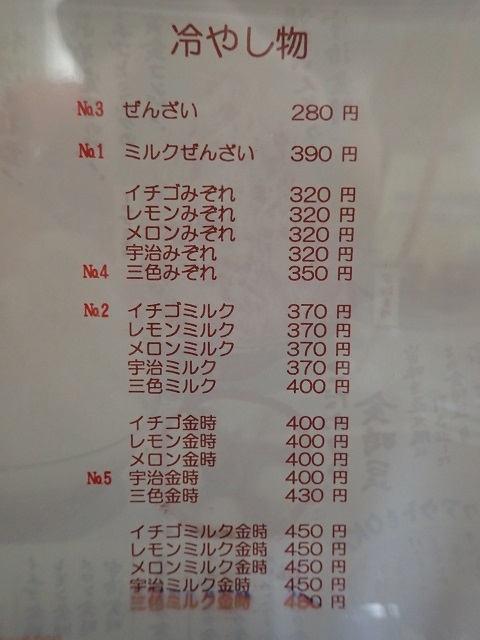 冷やし物
No.3 ぜんざい 280 円
No.1 ミルクぜんざい 390 円
イチゴみぞれ 320 円
レモンみぞれ 320 円
メロンみぞれ 320 円
宇治みぞれ 320 円
No.4 三色みぞれ 350 円
No.2 イチゴミルク 370 円
レモンミルク 370 円
メロンミルク 370 円
宇治ミルク 370 円
三色ミルク 400 円
イチゴ金時 400 円
レモン金時 400 円
メロン金時 400 円
No.5 宇治金時 400 円
三色金時 430 円
イチゴミルク金時 450 円
レモンミルク金時 450 円
メロンミルク金時 450 円
宇治ミルク金時 450 円
三色ミルク金時 480 円